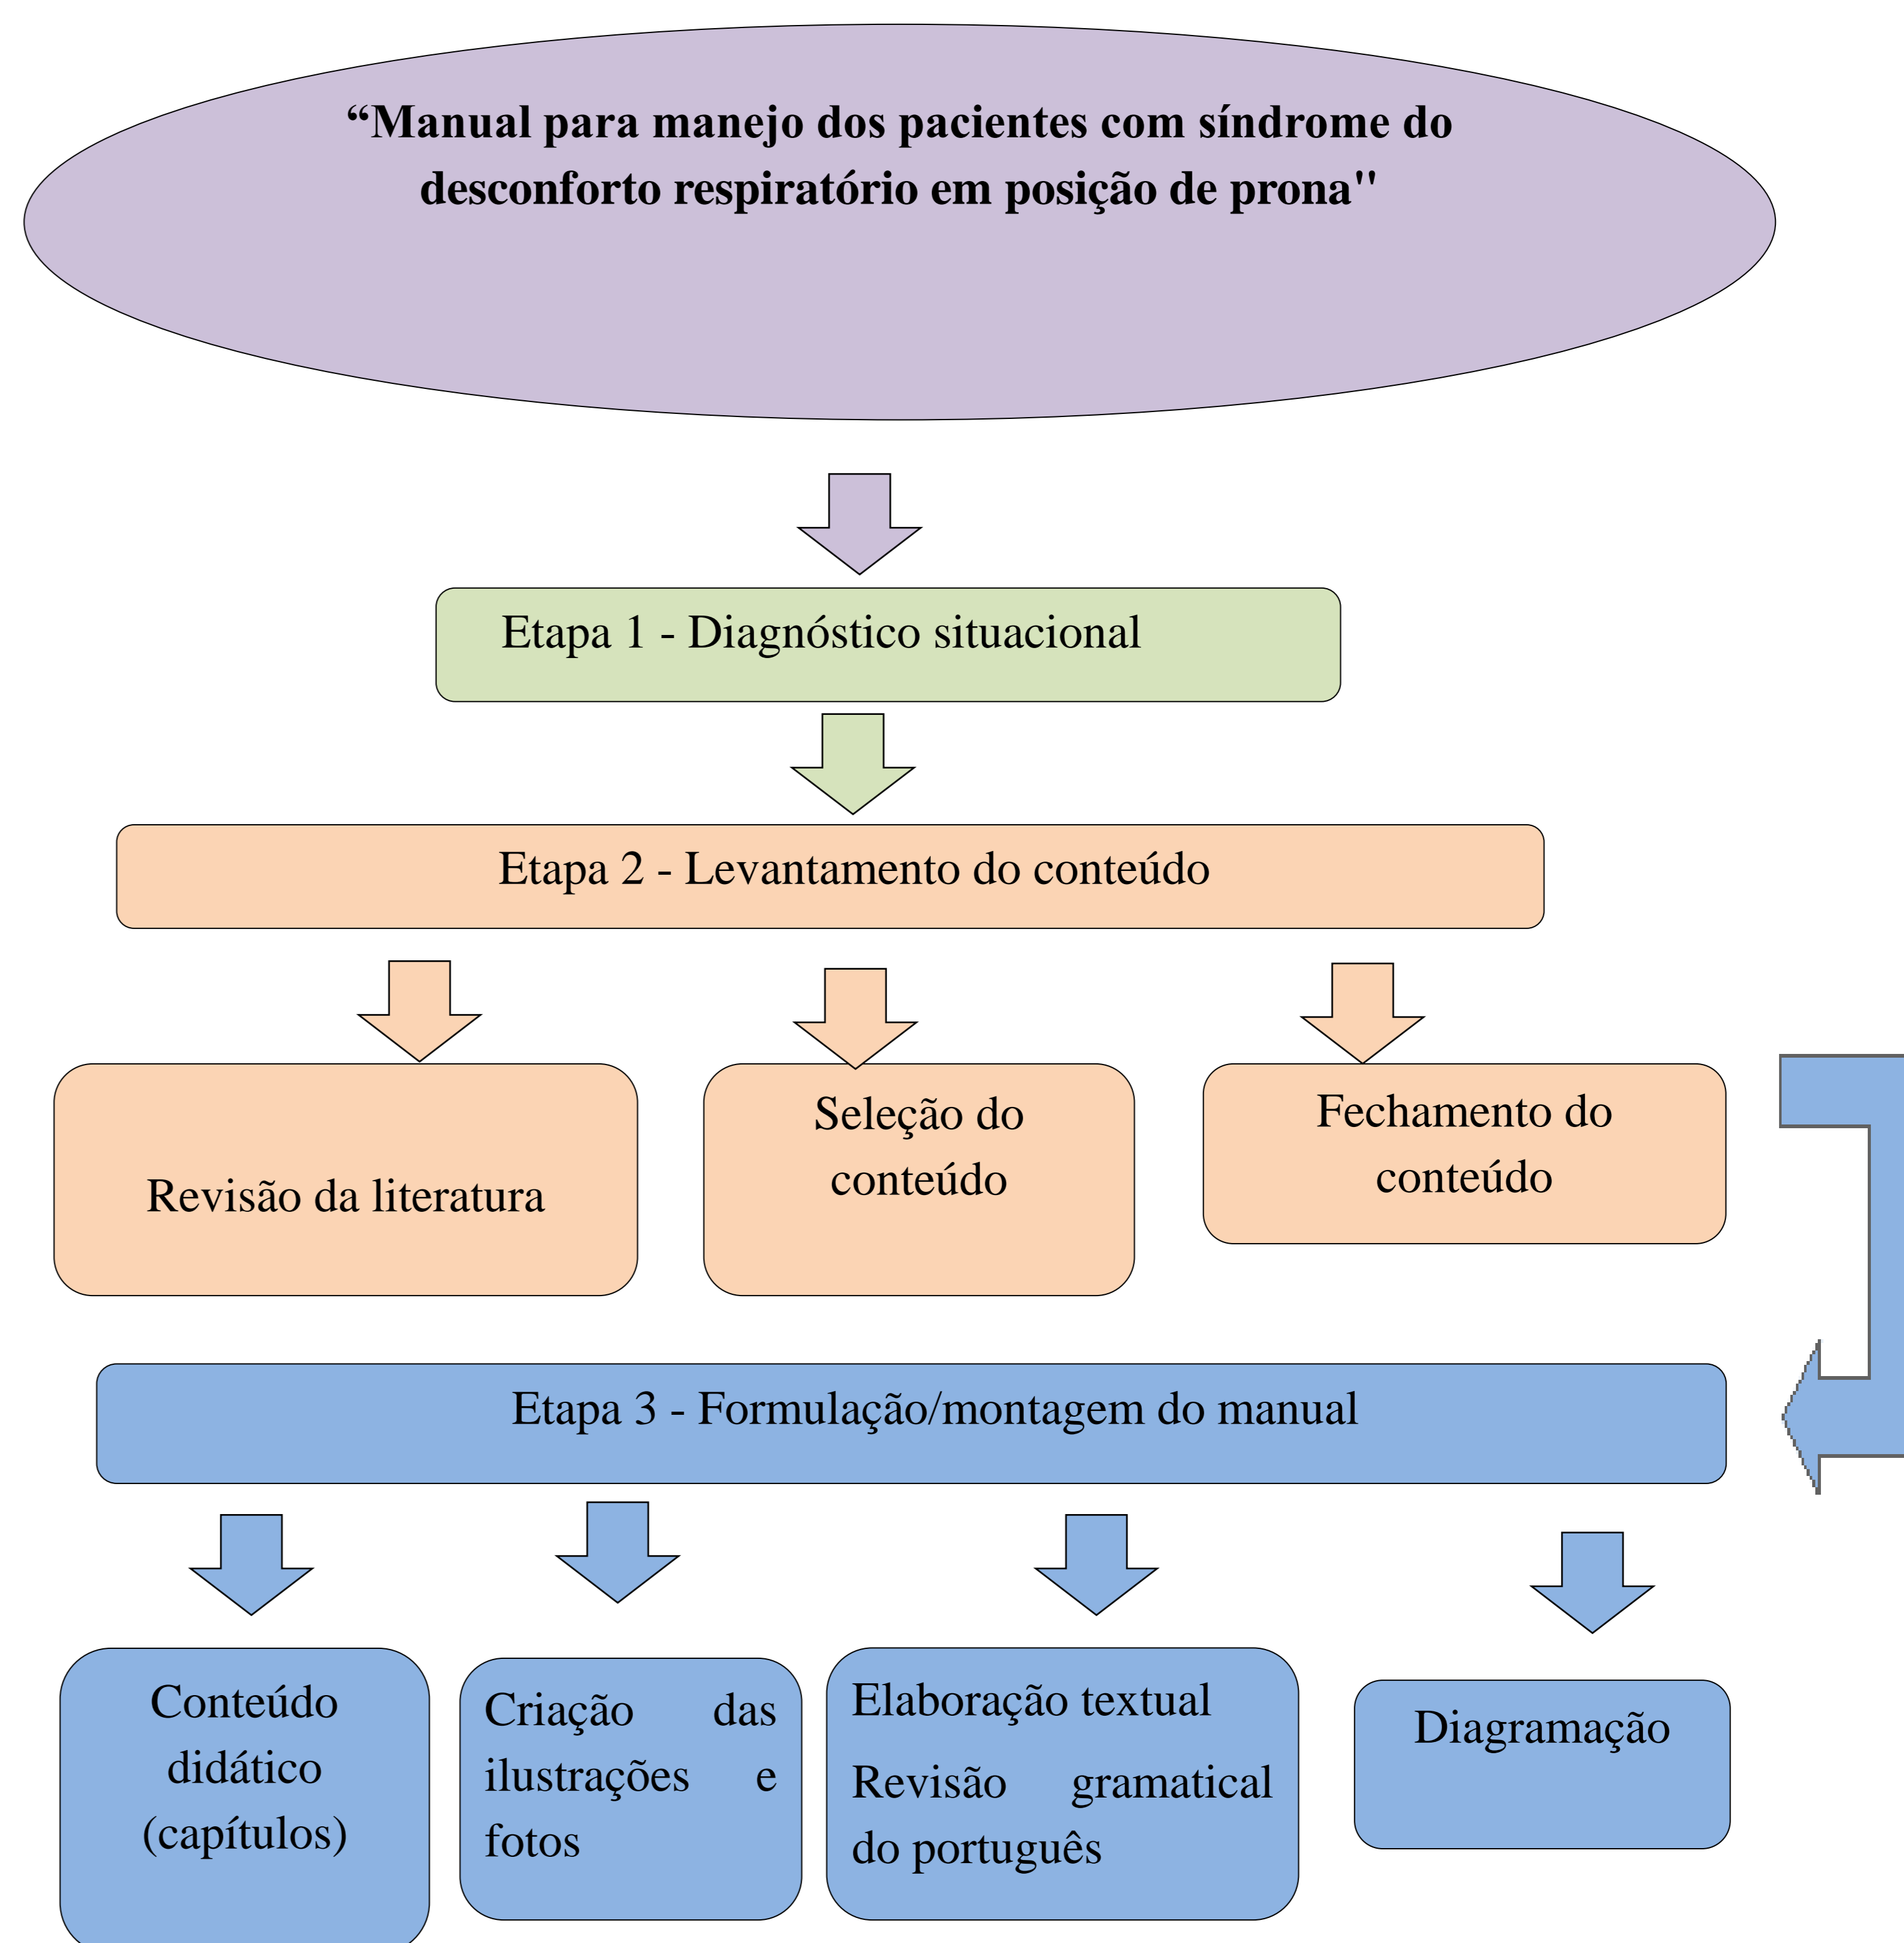 “Manual para manejo dos pacientes com síndrome do
desconforto respiratório em posição de prona"
Etapa 1 - Diagnóstico situacional
Etapa 2 - Levantamento do conteúdo
Revisão da literatura
Seleção do
conteúdo
Fechamento do
conteúdo
Etapa 3 - Formulação/montagem do manual
Conteúdo
didático
(capítulos)
Criação das
ilustrações e
fotos
Elaboração textual
Revisão gramatical
do português
Diagramação